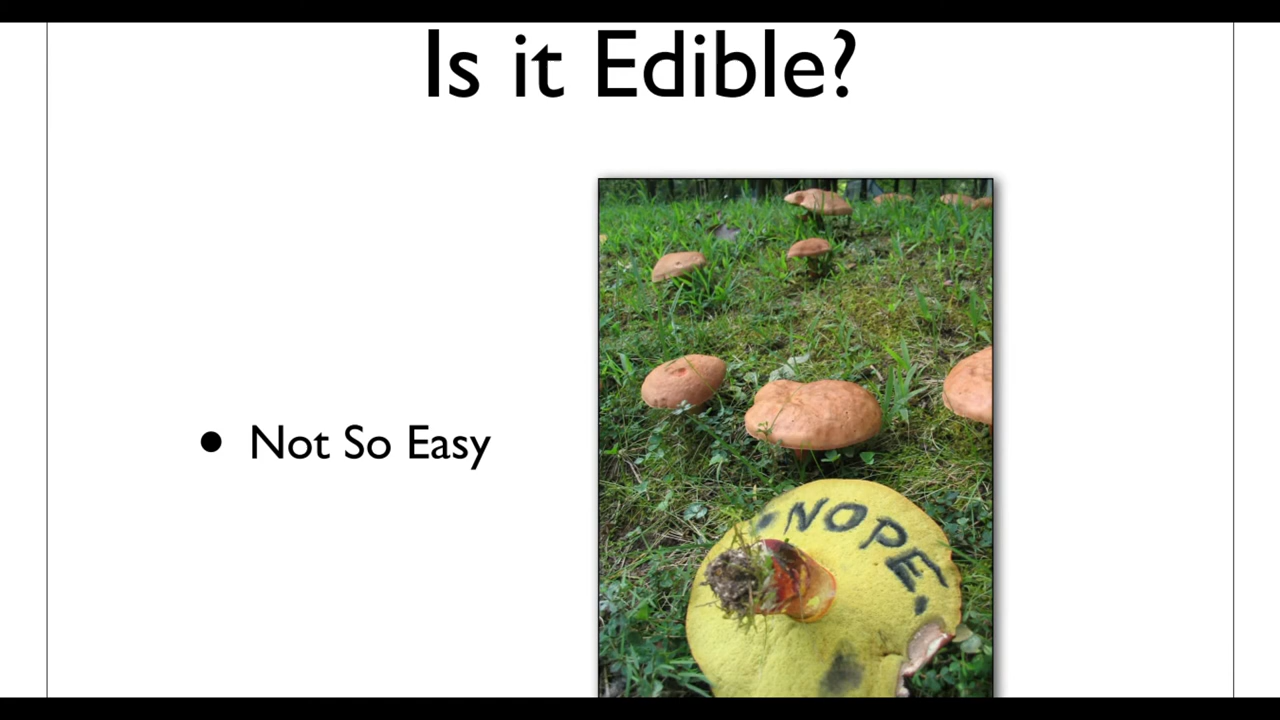 Is it Edible?
• Not So Easy
NOPE.